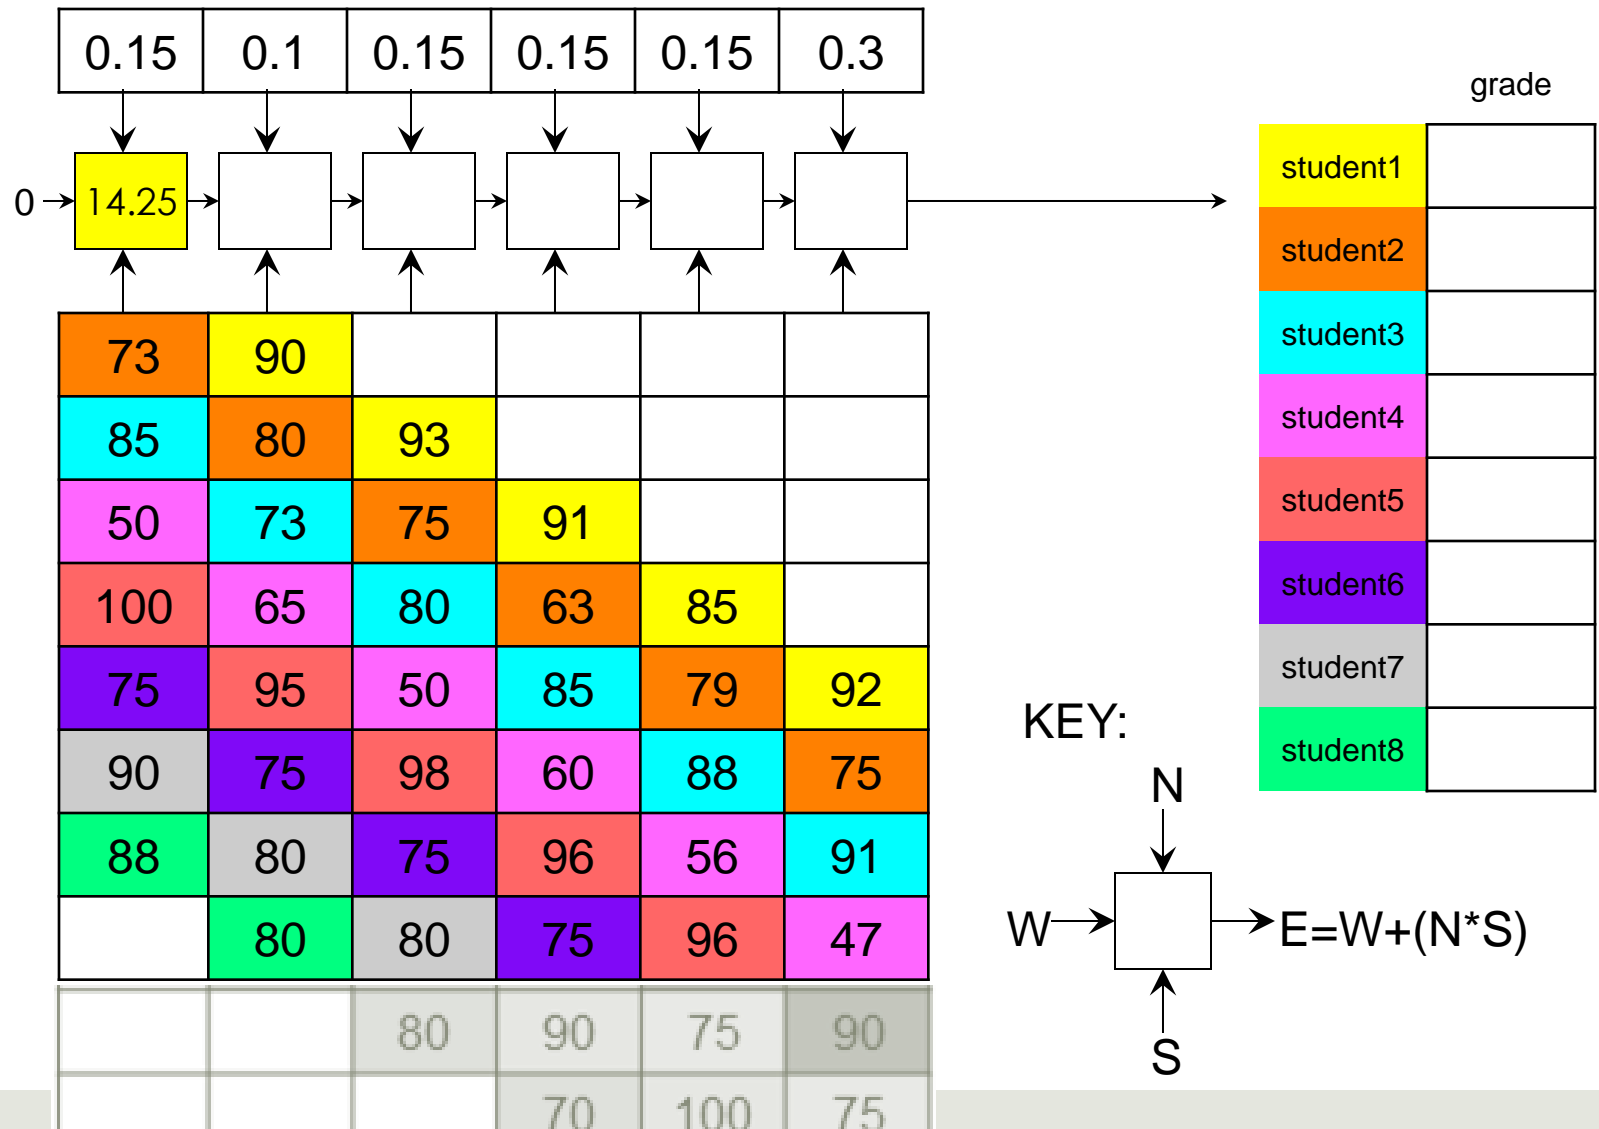 0.15 0.1 0.15 0.15 0.15 0.3
grade
0 14.25
student1
student2
student3
student4
student5
student6
student7
student8
73 90
85 80 93
50 73 75 91
100 65 80 63 85
75 95 50 85 79 92
90 75 98 60 88 75
88 80 75 96 56 91
80 80 75 96 47
80 90 75 90
70 100 75
KEY:
N
W E=W+(N*S)
S